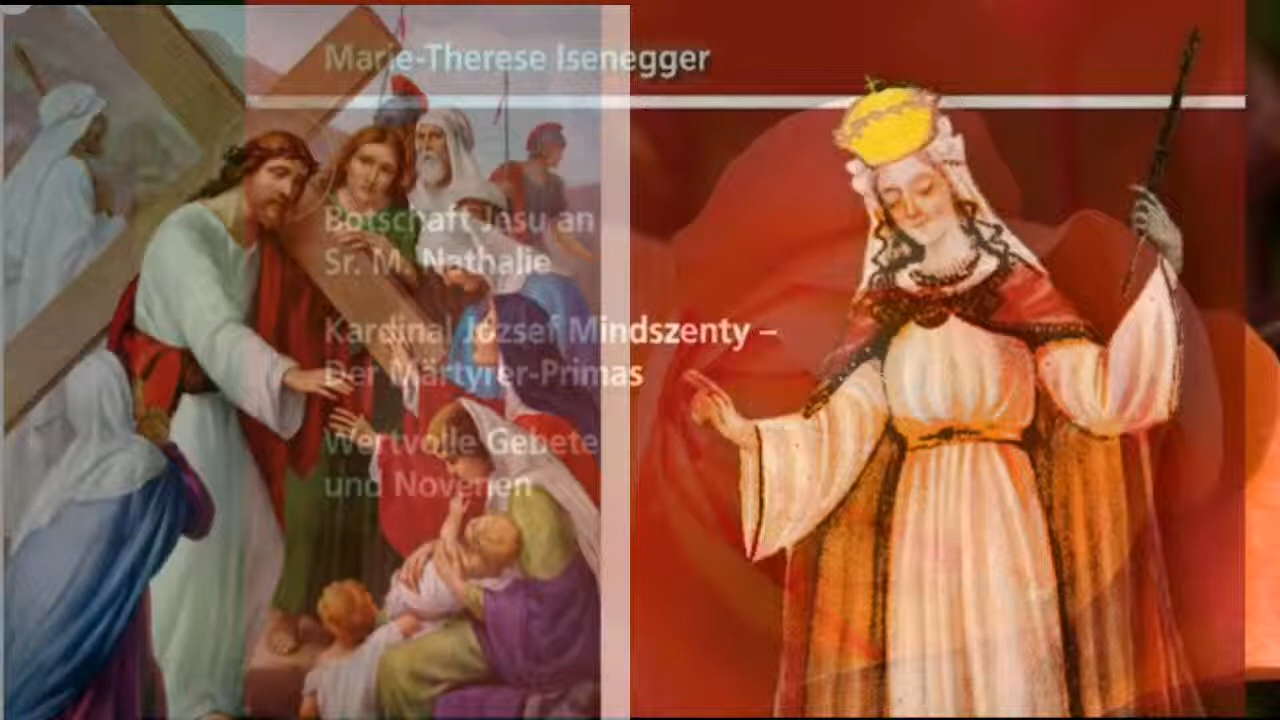 Marie-Therese Isenegger
Botschaft Jesu an
Sr. M. Nathalie
Kardinal József Mindszenty –
Der Märtyrer-Primas
Wertvolle Gebete
und Novenen